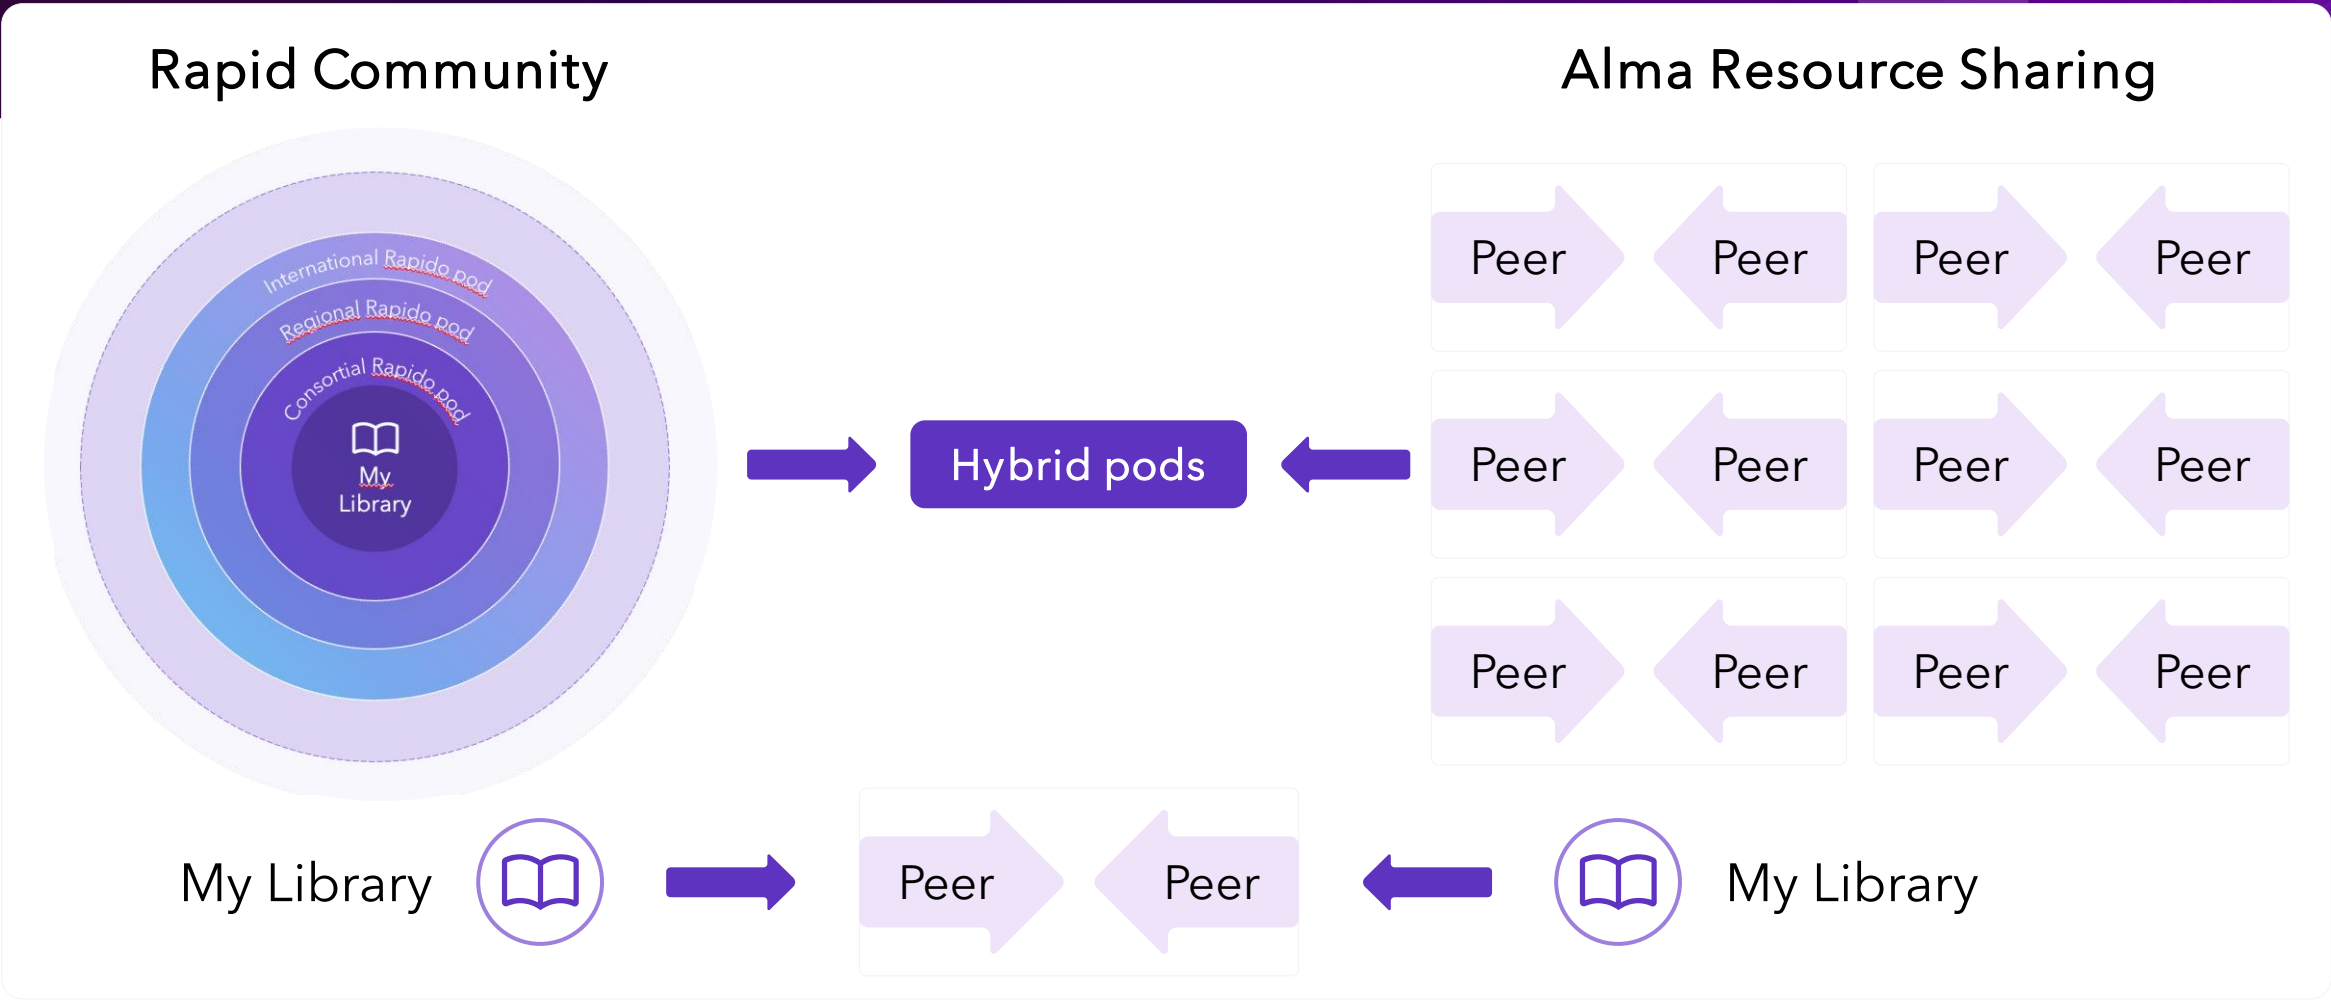 Rapid Community
Alma Resource Sharing
International Rapido pod
Regional Rapido pod
Consortial Rapido pod
My
Library
Hybrid pods
Peer Peer Peer Peer
Peer Peer Peer Peer
Peer Peer Peer Peer
My Library
Peer Peer
My Library